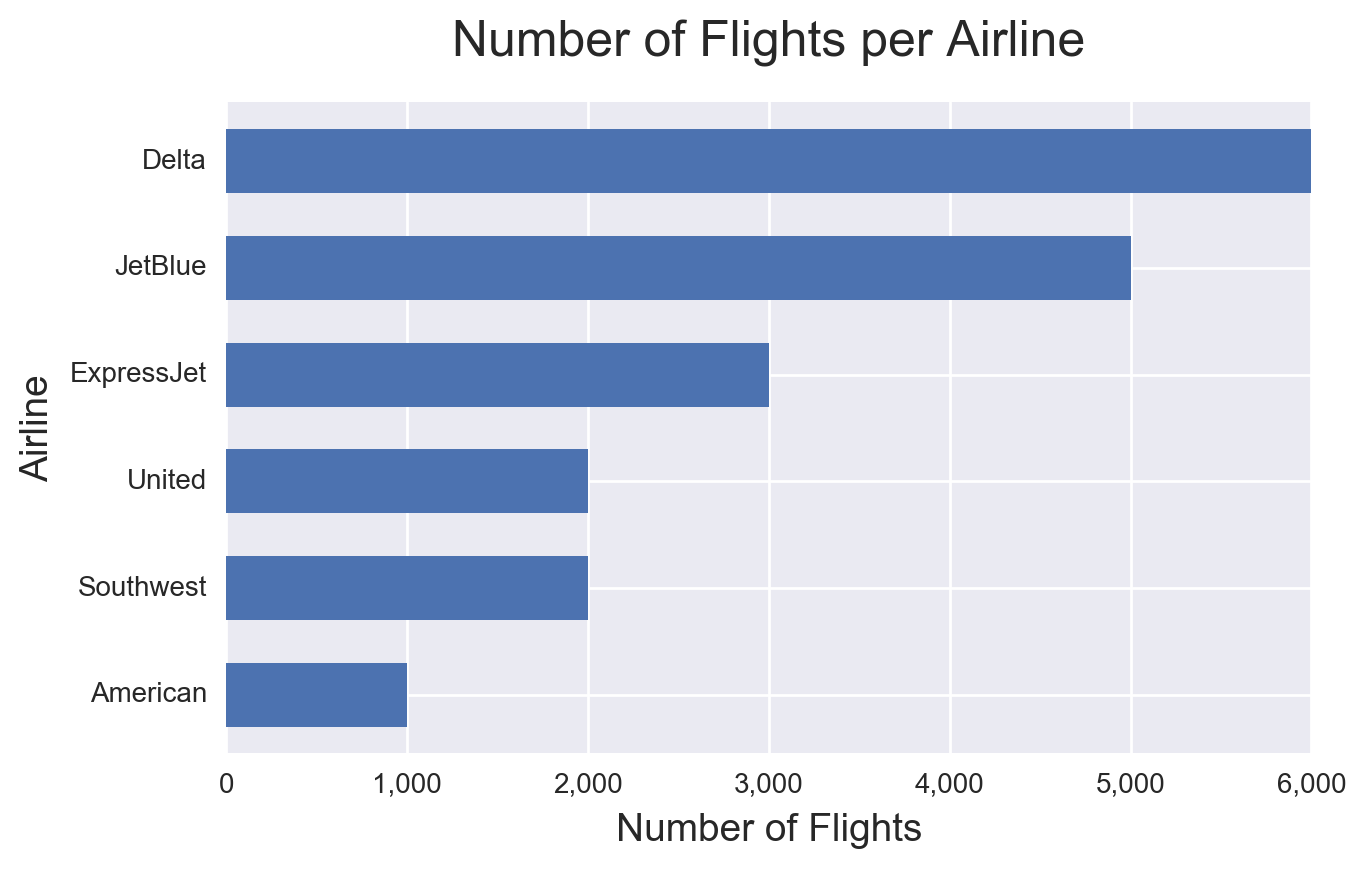 Number of Flights per Airline
Delta
JetBlue
ExpressJet
United
Southwest
American
Airline
0 1,000 2,000 3,000 4,000 5,000 6,000
Number of Flights